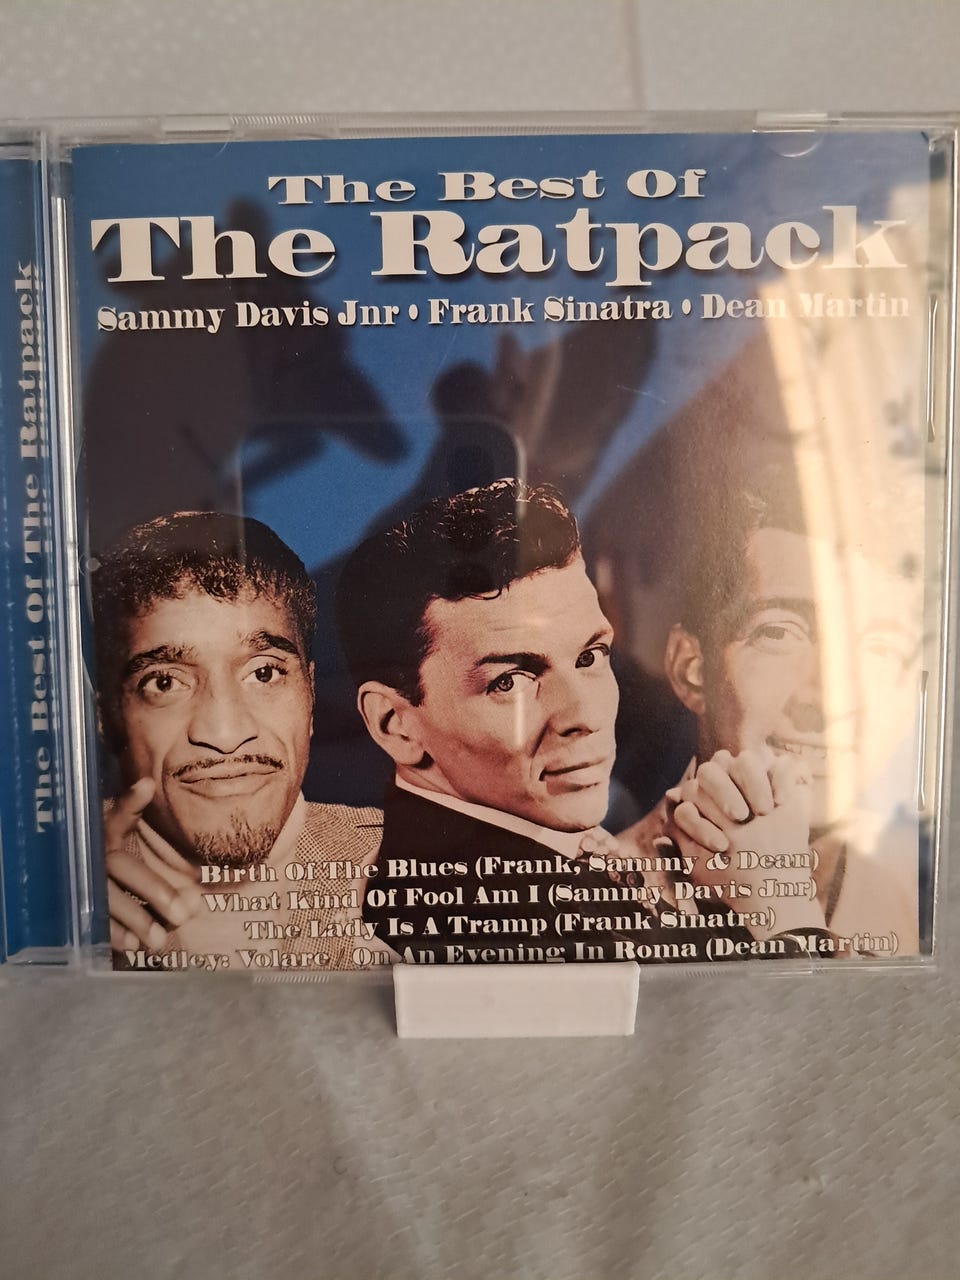 The Best Of
The Ratpack
Sammy Davis Jnr • Frank Sinatra • Dean Martin
The Best Of The Ratpack
Birth Of The Blues (Frank, Sammy & Dean)
What Kind Of Fool Am I (Sammy Davis Jnr)
The Lady Is A Tramp (Frank Sinatra)
Medley: Volare On An Evening In Roma (Dean Martin)